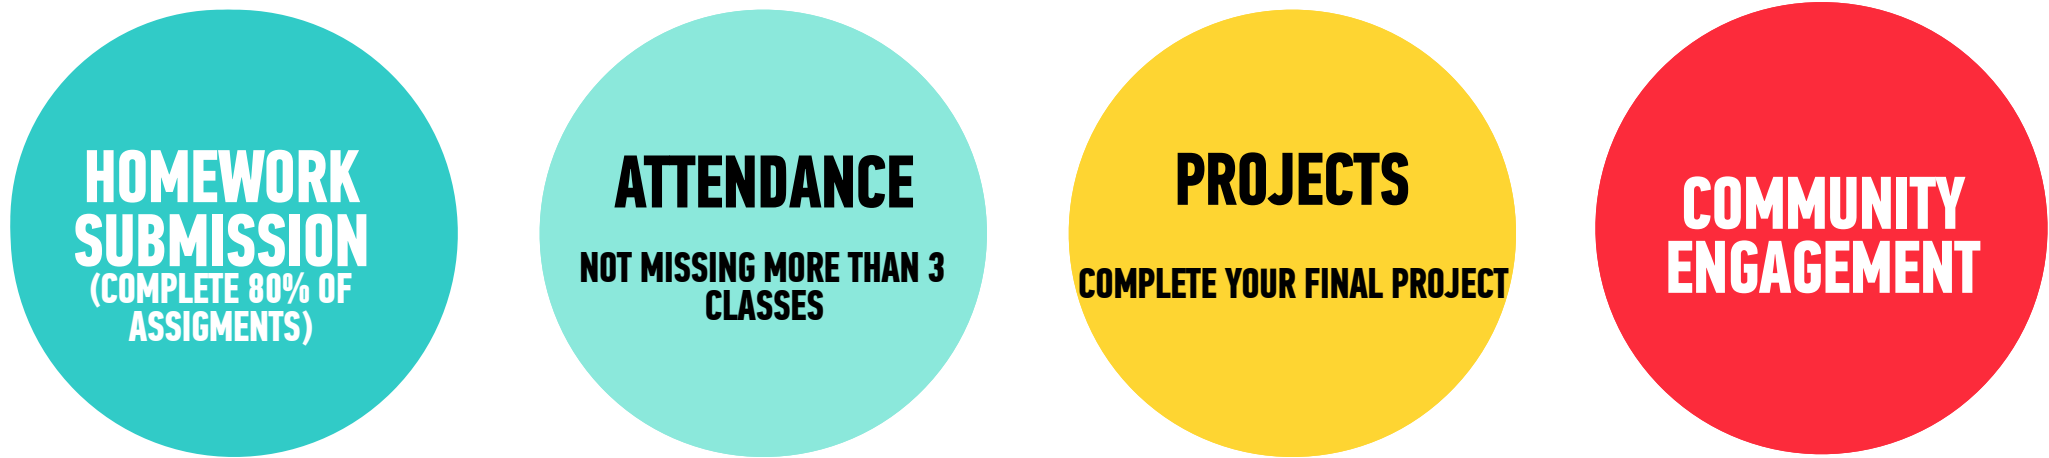 HOMEWORK
SUBMISSION
(COMPLETE 80% OF
ASSIGMENTS)
ATTENDANCE
NOT MISSING MORE THAN 3
CLASSES
PROJECTS
COMPLETE YOUR FINAL PROJECT
COMMUNITY
ENGAGEMENT